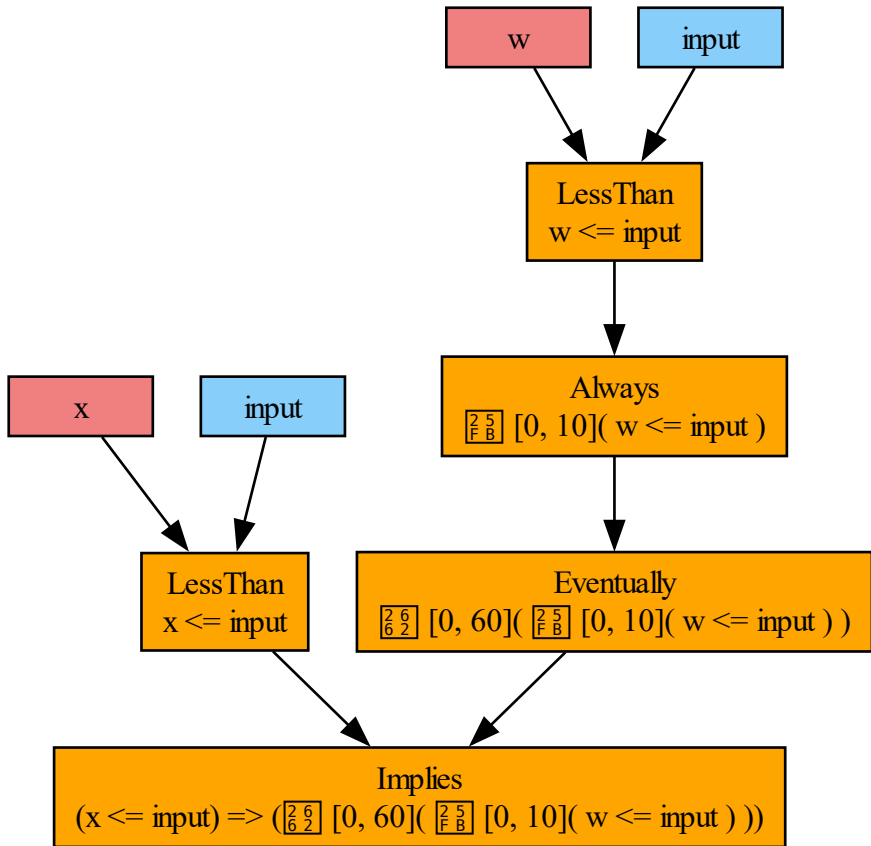 w
input
LessThan
w <= input
Always
◻ [0, 10]( w <= input )
x
input
LessThan
x <= input
Eventually
♢ [0, 60]( ◻ [0, 10]( w <= input ) )
Implies
(x <= input) => (♢ [0, 60]( ◻ [0, 10]( w <= input ) ))